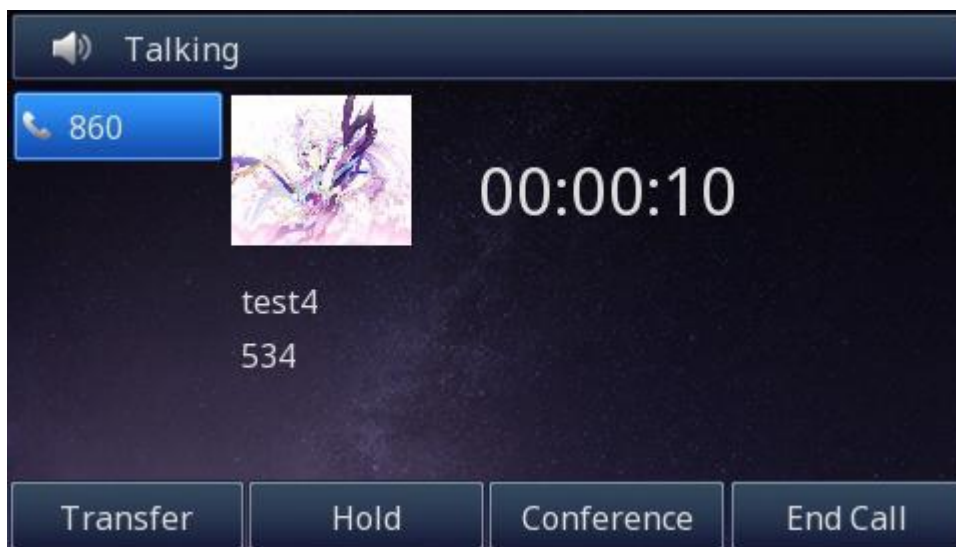 Talking
860
00:00:10
test4
534
Transfer Hold Conference End Call